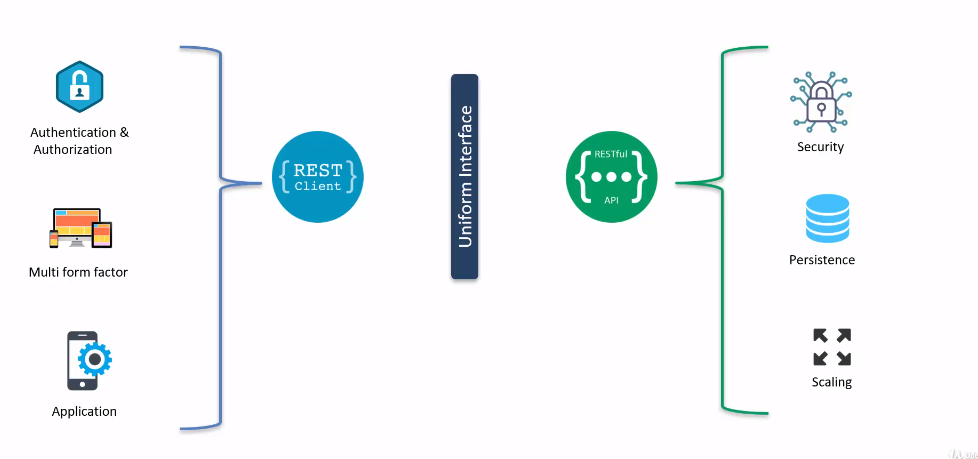 Authentication &
Authorization
Multi form factor
Application
{REST}
Client
Uniform Interface
RESTful
{•••}
API
Security
Persistence
Scaling